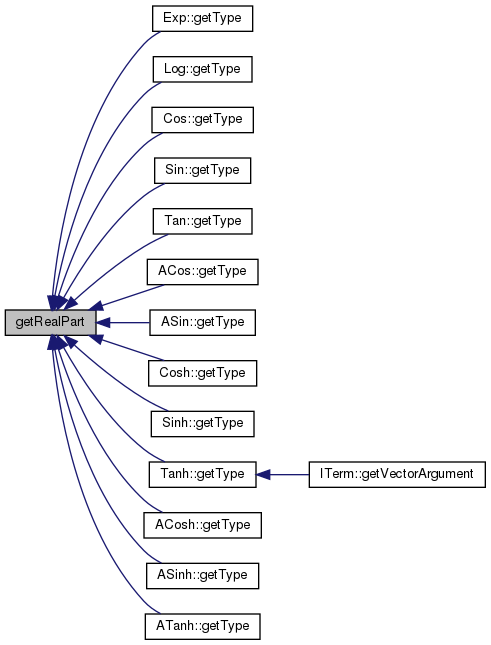 Exp::getType
Log::getType
Cos::getType
Sin::getType
Tan::getType
ACos::getType
getRealPart
ASin::getType
Cosh::getType
Sinh::getType
Tanh::getType
ITerm::getVectorArgument
ACosh::getType
ASinh::getType
ATanh::getType